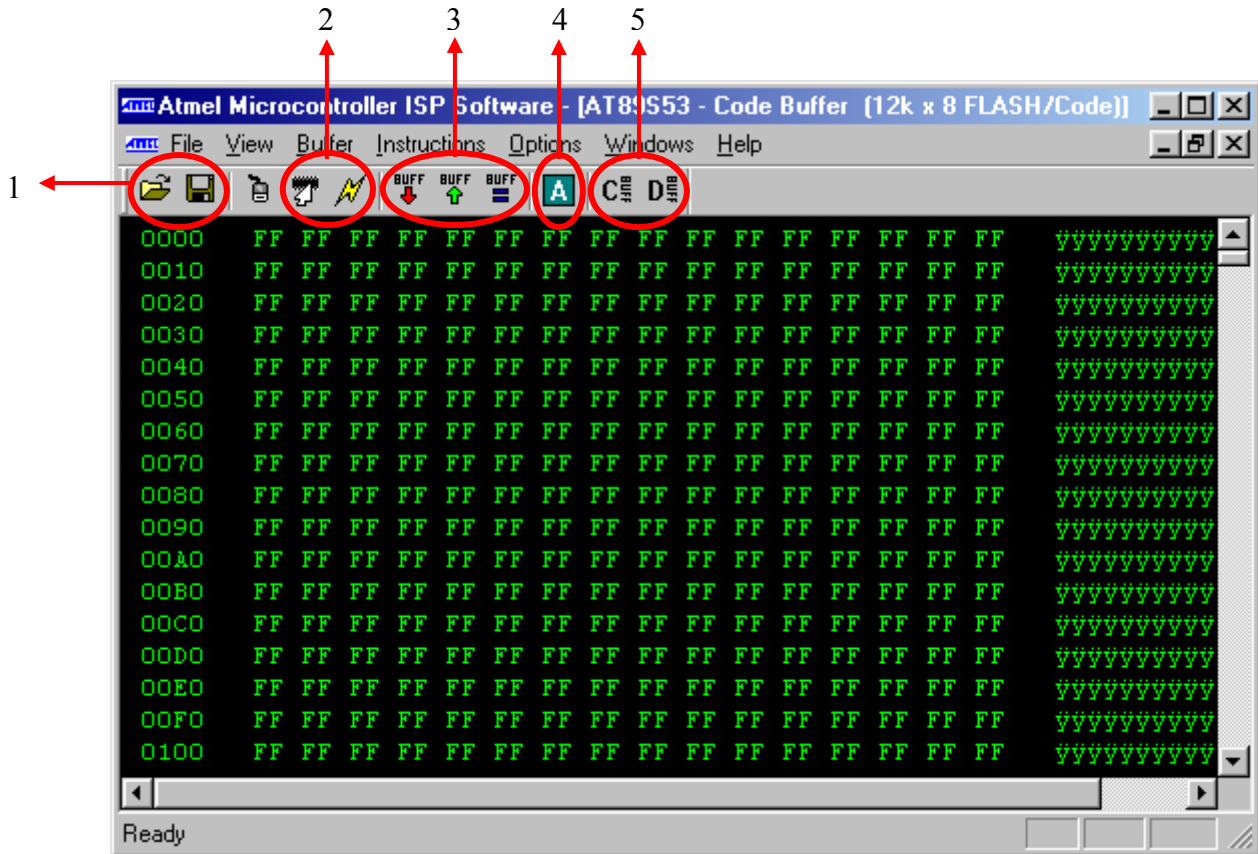 2 3 4 5
Atmel Microcontroller ISP Software - [AT89S53 - Code Buffer (12k x 8 FLASH/Code)]
File View Buffer Instructions Options Windows Help
1
BUFF BUFF BUFF A C D
0000 FF FF FF FF FF FF FF FF FF FF FF FF FF FF FF FF ÿÿÿÿÿÿÿÿÿÿ
0010 FF FF FF FF FF FF FF FF FF FF FF FF FF FF FF FF ÿÿÿÿÿÿÿÿÿÿ
0020 FF FF FF FF FF FF FF FF FF FF FF FF FF FF FF FF ÿÿÿÿÿÿÿÿÿÿ
0030 FF FF FF FF FF FF FF FF FF FF FF FF FF FF FF FF ÿÿÿÿÿÿÿÿÿÿ
0040 FF FF FF FF FF FF FF FF FF FF FF FF FF FF FF FF ÿÿÿÿÿÿÿÿÿÿ
0050 FF FF FF FF FF FF FF FF FF FF FF FF FF FF FF FF ÿÿÿÿÿÿÿÿÿÿ
0060 FF FF FF FF FF FF FF FF FF FF FF FF FF FF FF FF ÿÿÿÿÿÿÿÿÿÿ
0070 FF FF FF FF FF FF FF FF FF FF FF FF FF FF FF FF ÿÿÿÿÿÿÿÿÿÿ
0080 FF FF FF FF FF FF FF FF FF FF FF FF FF FF FF FF ÿÿÿÿÿÿÿÿÿÿ
0090 FF FF FF FF FF FF FF FF FF FF FF FF FF FF FF FF ÿÿÿÿÿÿÿÿÿÿ
00A0 FF FF FF FF FF FF FF FF FF FF FF FF FF FF FF FF ÿÿÿÿÿÿÿÿÿÿ
00B0 FF FF FF FF FF FF FF FF FF FF FF FF FF FF FF FF ÿÿÿÿÿÿÿÿÿÿ
00C0 FF FF FF FF FF FF FF FF FF FF FF FF FF FF FF FF ÿÿÿÿÿÿÿÿÿÿ
00D0 FF FF FF FF FF FF FF FF FF FF FF FF FF FF FF FF ÿÿÿÿÿÿÿÿÿÿ
00E0 FF FF FF FF FF FF FF FF FF FF FF FF FF FF FF FF ÿÿÿÿÿÿÿÿÿÿ
00F0 FF FF FF FF FF FF FF FF FF FF FF FF FF FF FF FF ÿÿÿÿÿÿÿÿÿÿ
0100 FF FF FF FF FF FF FF FF FF FF FF FF FF FF FF FF ÿÿÿÿÿÿÿÿÿÿ
Ready